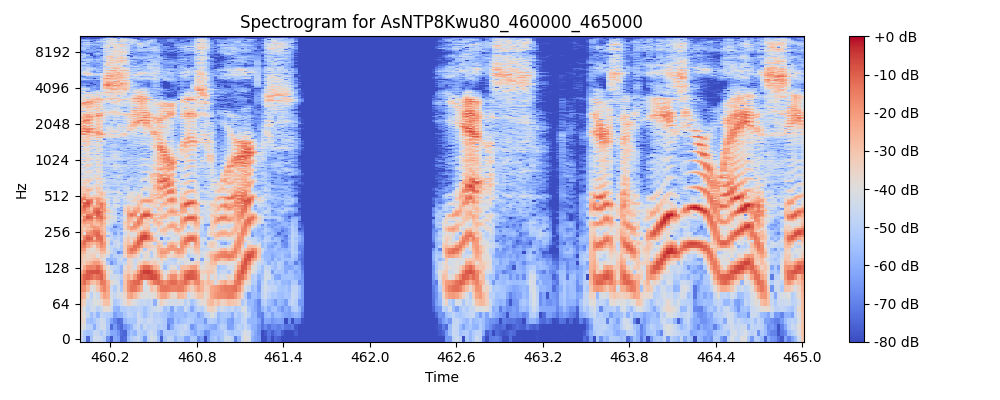 Spectrogram for AsNTP8Kwu80_460000_465000
Hz
8192
4096
2048
1024
512
256
128
64
0
460.2 460.8 461.4 462.0 462.6 463.2 463.8 464.4 465.0
Time
+0 dB
-10 dB
-20 dB
-30 dB
-40 dB
-50 dB
-60 dB
-70 dB
-80 dB